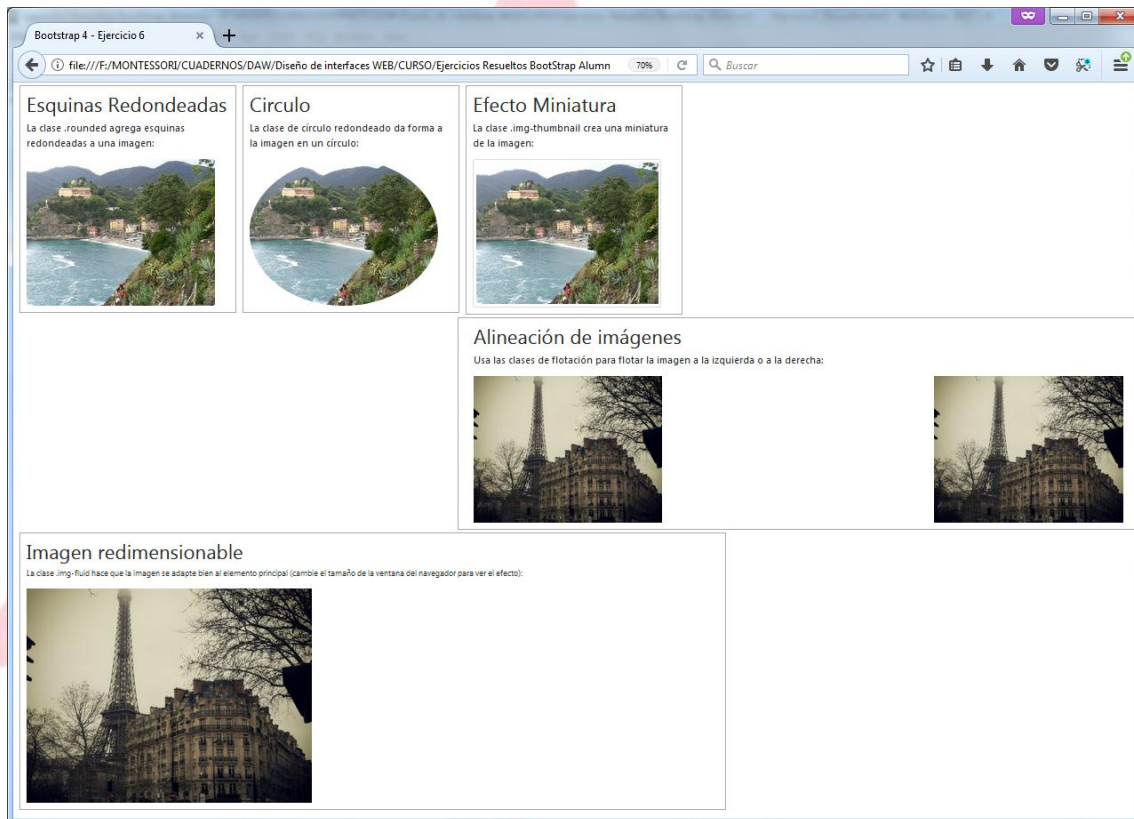 Bootstrap 4 - Ejercicio 6
file:///F:/MONTESSORI/CUADERNOS/DAW/Diseño de interfaces WEB/CURSO/Ejercicios Resueltos BootStrap Alumn
70%
Buscar
Esquinas Redondeadas
La clase .rounded agrega esquinas
redondeadas a una imagen:
Circulo
La clase de círculo redondeado da forma a
la imagen en un círculo:
Efecto Miniatura
La clase .img-thumbnail crea una miniatura
de la imagen:
Alineación de imágenes
Usa las clases de flotación para flotar la imagen a la izquierda o a la derecha:
Imagen redimensionable
La clase .img-fluid hace que la imagen se adapte bien al elemento principal (cambie el tamaño de la ventana del navegador para ver el efecto):